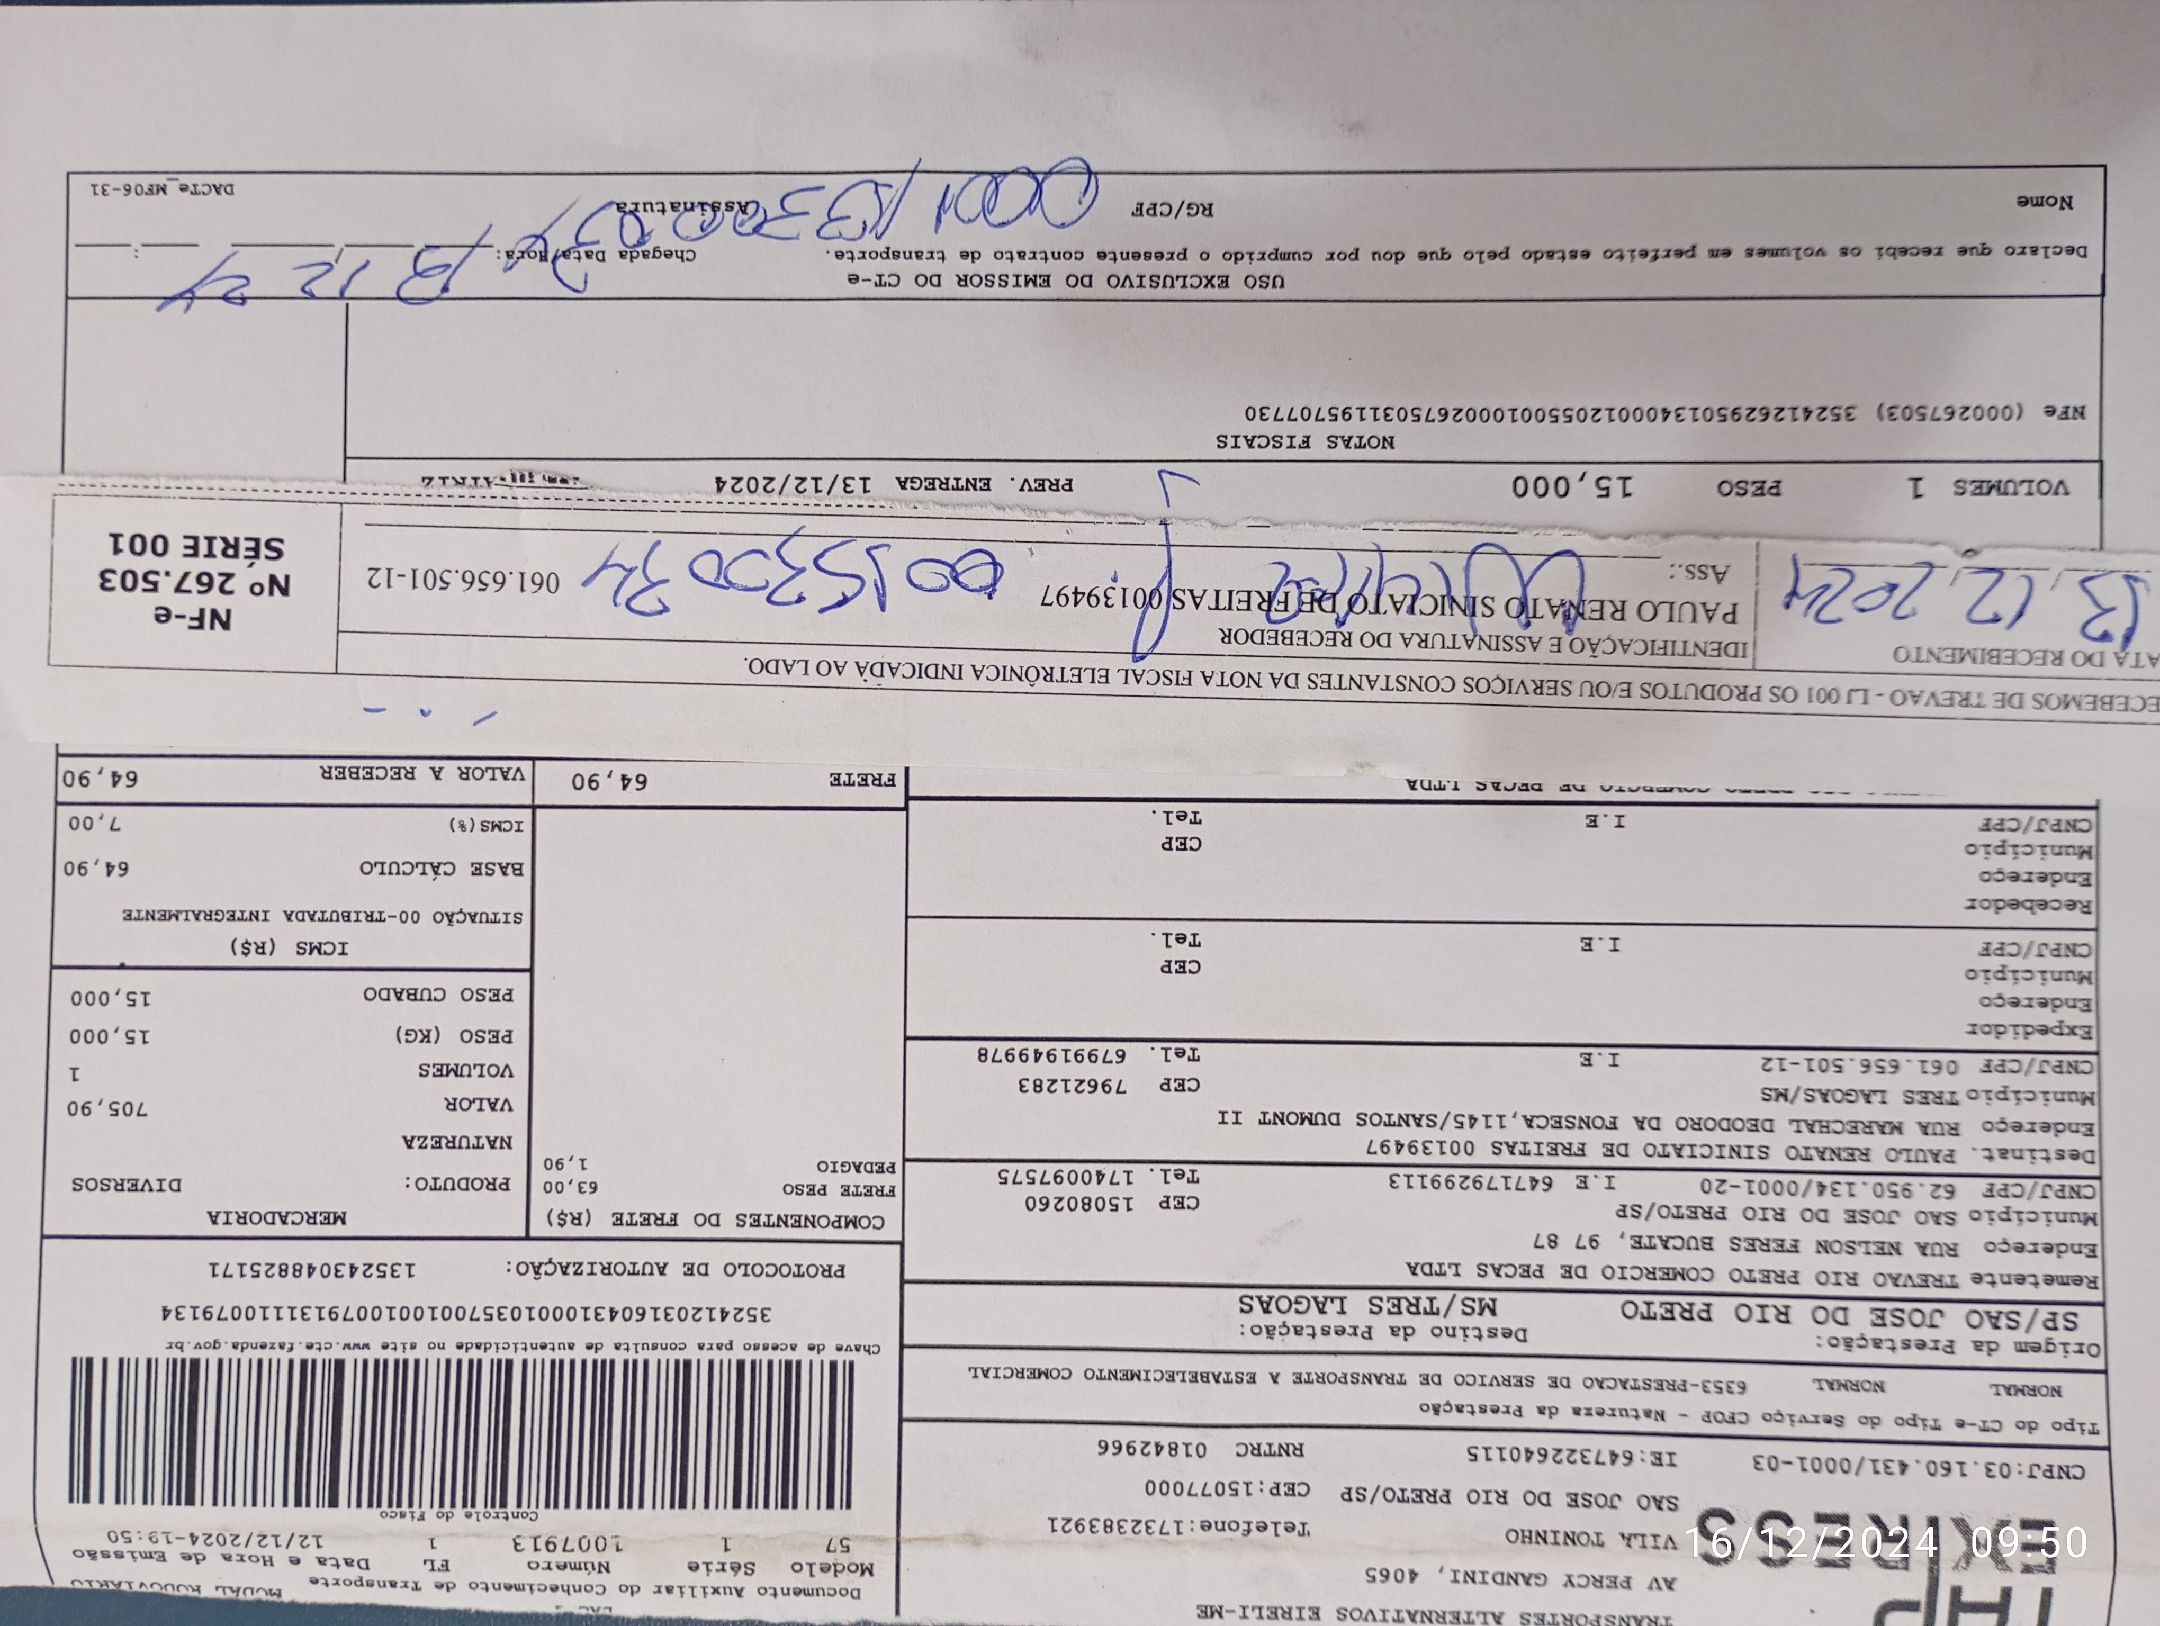 TAP
EXPRESS
TRANSPORTES ALTERNATIVOS EIRELI-ME
AV PERCY GANDINI, 4065
VILA TONINHO Telefone:1732383921
SAO JOSE DO RIO PRETO/SP CEP:15077000
CNPJ:03.160.431/0001-03 IE:647322640115 RNTRC 01842966
Documento Auxiliar do Conhecimento de Transporte MODAL RODOVIÁRIO
Modelo Série Número FL Data e Hora de Emissão
57 1 1007913 1 12/12/2024-19:50
Controle do Fisco
Chave de acesso para consulta de autenticidade no site www.cte.fazenda.gov.br
35241203160431000103570010010079131110079134
PROTOCOLO DE AUTORIZAÇÃO: 135243048825171
Tipo do CT-e Tipo do Serviço CFOP - Natureza da Prestação
NORMAL NORMAL 6353-PRESTACAO DE SERVICO DE TRANSPORTE A ESTABELECIMENTO COMERCIAL
Origem da Prestação: Destino da Prestação:
SP/SAO JOSE DO RIO PRETO MS/TRES LAGOAS
Remetente TREVAO RIO PRETO COMERCIO DE PECAS LTDA
Endereço RUA NELSON FERES BUCATE, 97 87
Município SAO JOSE DO RIO PRETO/SP CEP 15080260
CNPJ/CPF 62.950.134/0001-20 I.E 647179299113 Tel. 1740097575
Destinat. PAULO RENATO SINICIATO DE FREITAS 00139497
Endereço RUA MARECHAL DEODORO DA FONSECA,1145/SANTOS DUMONT II
Município TRES LAGOAS/MS CEP 79621283
CNPJ/CPF 061.656.501-12 I.E Tel. 67991949978
Expedidor
Endereço
Município CEP
CNPJ/CPF I.E Tel.
Recebedor
Endereço
Município CEP
CNPJ/CPF I.E Tel.
COMERCIO DE PECAS LTDA
COMPONENTES DO FRETE (R$)
FRETE PESO 63,00
PEDAGIO 1,90
FRETE 64,90
MERCADORIA
PRODUTO: DIVERSOS
NATUREZA
VALOR 705,90
VOLUMES 1
PESO (KG) 15,000
PESO CUBADO 15,000
ICMS (R$)
SITUAÇÃO 00-TRIBUTADA INTEGRALMENTE
BASE CÁLCULO 64,90
ICMS(%) 7,00
VALOR A RECEBER 64,90
ECEBEMOS DE TREVAO - LJ 001 OS PRODUTOS E/OU SERVIÇOS CONSTANTES DA NOTA FISCAL ELETRÔNICA INDICADA AO LADO.
ATA DO RECEBIMENTO
13 12 2024
IDENTIFICAÇÃO E ASSINATURA DO RECEBEDOR
PAULO RENATO SINICIATO DE FREITAS 00139497 061.656.501-12
Ass.:
NF-e
Nº 267.503
SÉRIE 001
VOLUMES 1 PESO 15,000 PREV. ENTREGA 13/12/2024
NOTAS FISCAIS
NFe (000267503) 35241262950134000120550010002675031195707730
USO EXCLUSIVO DO EMISSOR DO CT-e
Declaro que recebi os volumes em perfeito estado pelo que dou por cumprido o presente contrato de transporte. Chegada Data/Hora:
13 12 24
Nome RG/CPF Assinatura
DACTe_MF06-31
16/12/2024 09:50